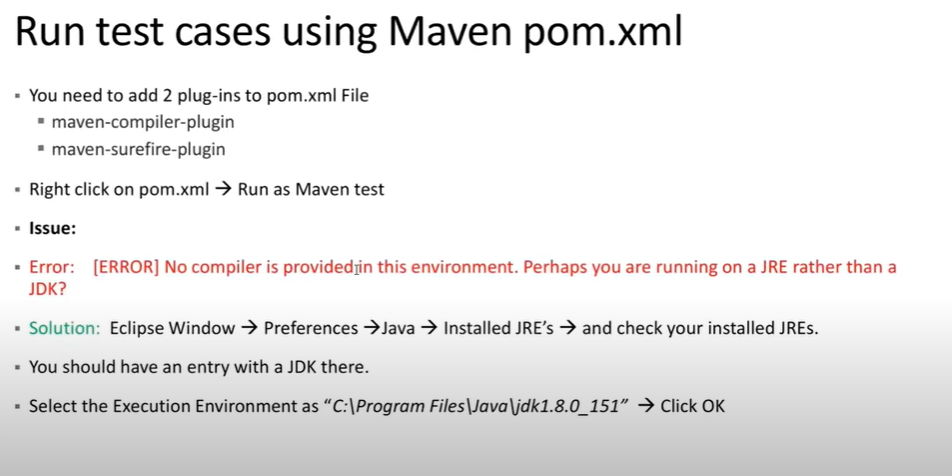 Run test cases using Maven pom.xml
▪ You need to add 2 plug-ins to pom.xml File
▪ maven-compiler-plugin
▪ maven-surefire-plugin
▪ Right click on pom.xml → Run as Maven test
▪ Issue:
▪ Error: [ERROR] No compiler is provided in this environment. Perhaps you are running on a JRE rather than a
JDK?
▪ Solution: Eclipse Window → Preferences →Java → Installed JRE’s → and check your installed JREs.
▪ You should have an entry with a JDK there.
▪ Select the Execution Environment as “C:\Program Files\Java\jdk1.8.0_151” → Click OK